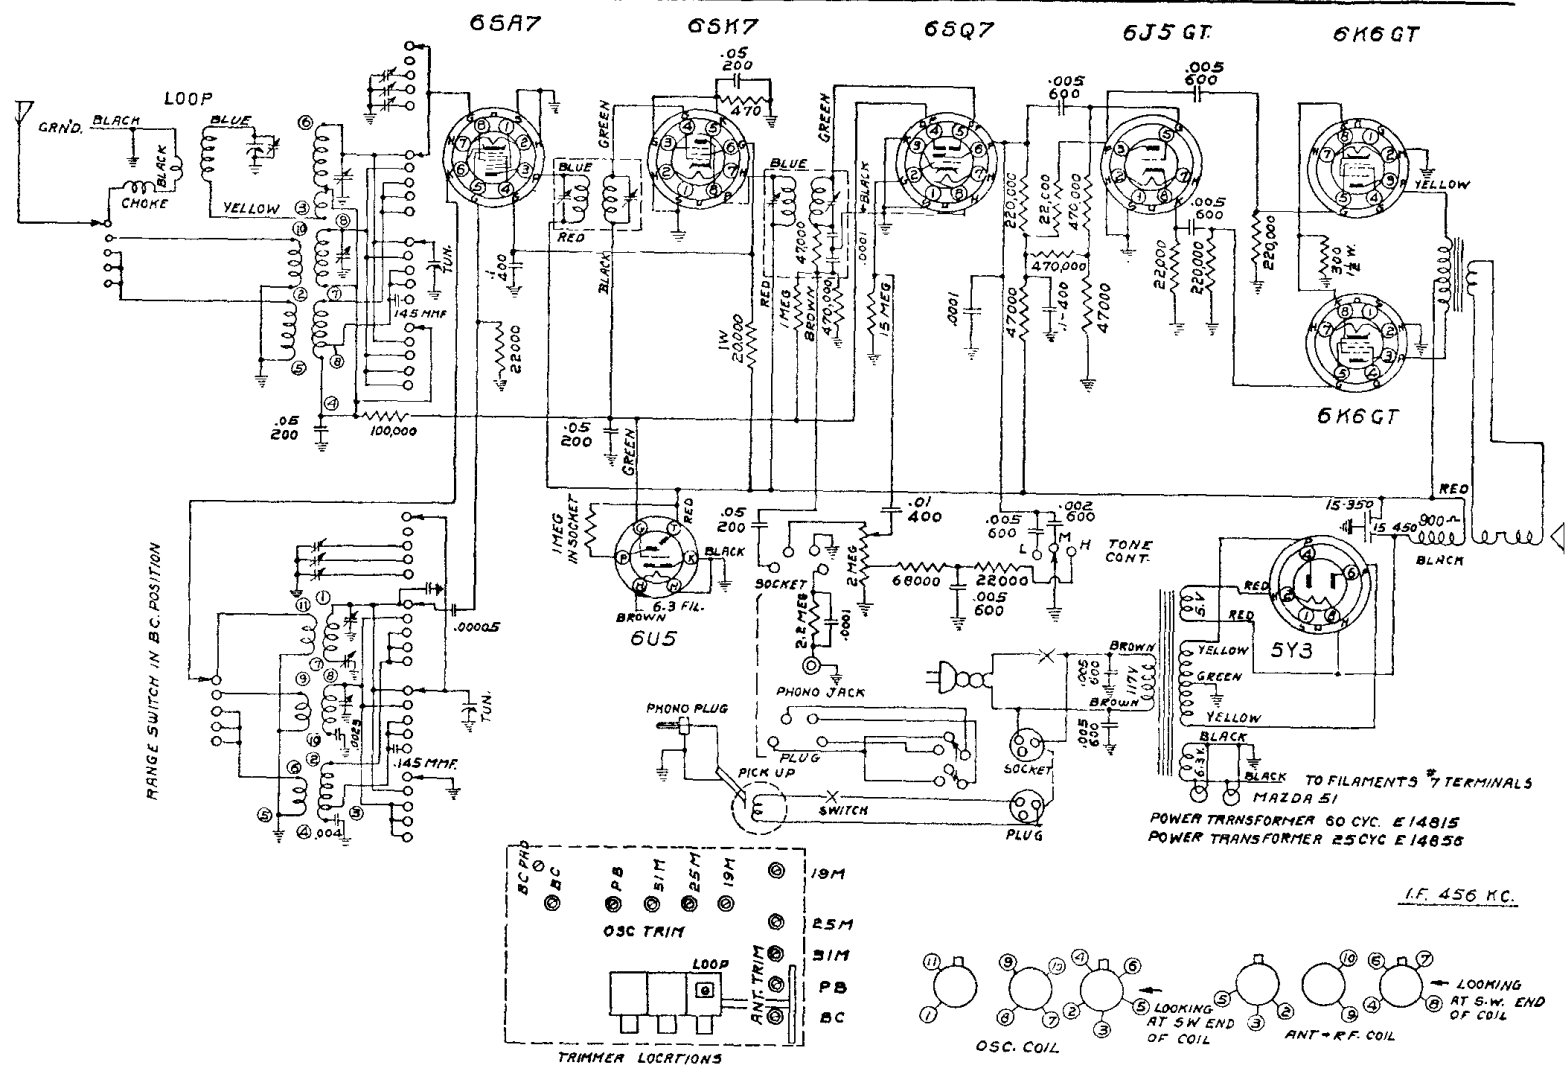 6SA7
6SK7
6SQ7
6J5 GT.
6K6 GT
LOOP
GRN'D.
BLACK
BLACK
BLUE
CHOKE
YELLOW
TUN.
145 MMF
.05
200
100,000
.1
400
22000
BLUE
RED
GREEN
BLACK
.05
200
.05
200
470
GREEN
BLUE
RED
47,000
1 MEG
BROWN
470,000
.0001
BLACK
1W
20,000
15 MEG
.0001
220,000
22,000
470,000
470,000
47000
.1-400
47000
.005
600
.005
600
.005
600
22,000
220,000
220,000
300
1/2 W.
YELLOW
6K6 GT
GREEN
RED
1 MEG
IN SOCKET
BLACK
BROWN
6.3 FIL.
6U5
.05
200
SOCKET
2 MEG
.01
400
68000
22000
.005
600
.005
600
.002
600
L
M
H
TONE
CONT.
2.2 MEG
.0001
PHONO JACK
PHONO PLUG
PLUG
PICK UP
SWITCH
SOCKET
PLUG
BROWN
117V
BROWN
.005
600
.005
600
RED
5.V
RED
YELLOW
GREEN
YELLOW
BLACK
6.3V.
BLACK
5Y3
15-350
15 450
900
RED
BLACK
TO FILAMENTS #7 TERMINALS
MAZDA 51
POWER TRANSFORMER 60 CYC. E 14815
POWER TRANSFORMER 25CYC E 14856
RANGE SWITCH IN B.C. POSITION
.00005
TUN.
.0025
.145 MMF.
.004
BC PAD
BC
PB
31M
25M
19M
OSC TRIM
LOOP
ANT. TRIM
19M
25M
31M
PB
BC
TRIMMER LOCATIONS
I.F. 456 KC.
LOOKING
AT SW END
OF COIL
OSC. COIL
LOOKING
AT S.W. END
OF COIL
ANT + R.F. COIL